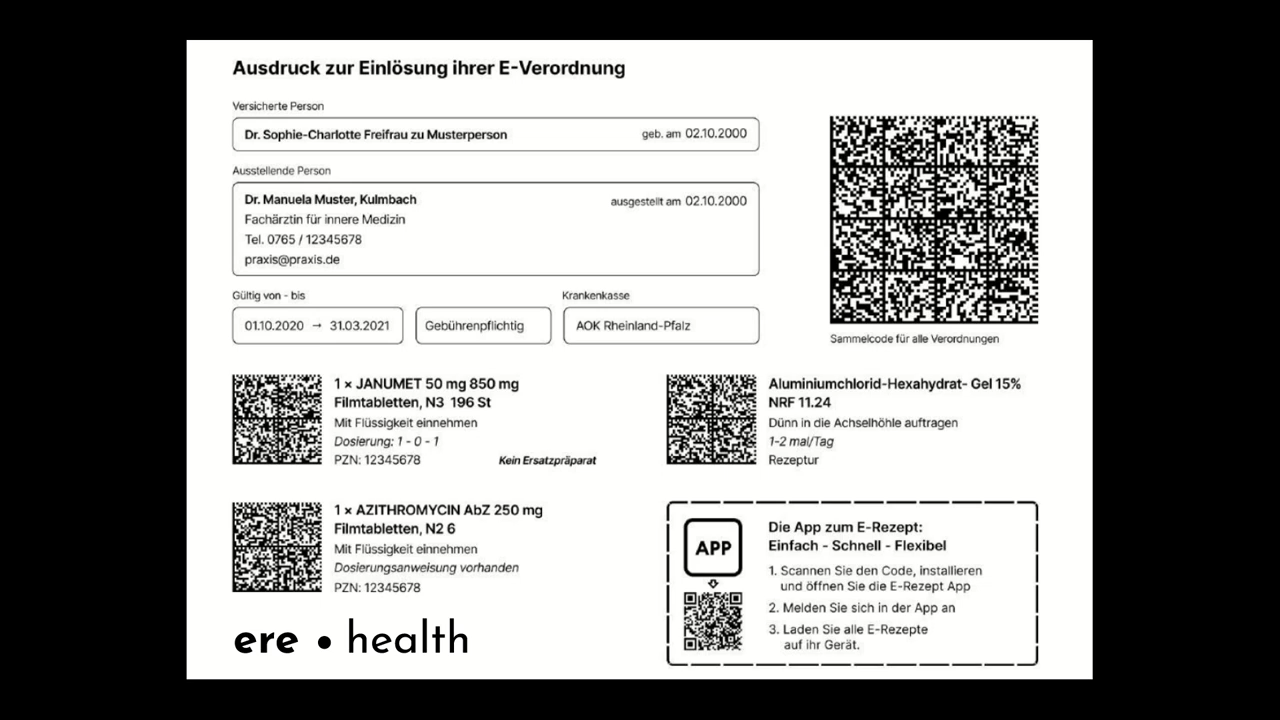 Ausdruck zur Einlösung ihrer E-Verordnung
Versicherte Person
Dr. Sophie-Charlotte Freifrau zu Musterperson geb. am 02.10.2000
Ausstellende Person
Dr. Manuela Muster, Kulmbach ausgestellt am 02.10.2000
Fachärztin für innere Medizin
Tel. 0765 / 12345678
praxis@praxis.de
Gültig von - bis
Krankenkasse
01.10.2020 → 31.03.2021
Gebührenpflichtig
AOK Rheinland-Pfalz
Sammelcode für alle Verordnungen
1 × JANUMET 50 mg 850 mg
Filmtabletten, N3 196 St
Mit Flüssigkeit einnehmen
Dosierung: 1 - 0 - 1
PZN: 12345678 Kein Ersatzpräparat
Aluminiumchlorid-Hexahydrat- Gel 15%
NRF 11.24
Dünn in die Achselhöhle auftragen
1-2 mal/Tag
Rezeptur
1 × AZITHROMYCIN AbZ 250 mg
Filmtabletten, N2 6
Mit Flüssigkeit einnehmen
Dosierungsanweisung vorhanden
PZN: 12345678
APP
Die App zum E-Rezept:
Einfach - Schnell - Flexibel
1. Scannen Sie den Code, installieren
und öffnen Sie die E-Rezept App
2. Melden Sie sich in der App an
3. Laden Sie alle E-Rezepte
auf ihr Gerät.
ere • health